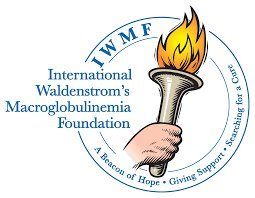 IWMF
International
Waldenstrom's
Macroglobulinemia
Foundation
A Beacon of Hope • Giving Support • Searching for a Cure